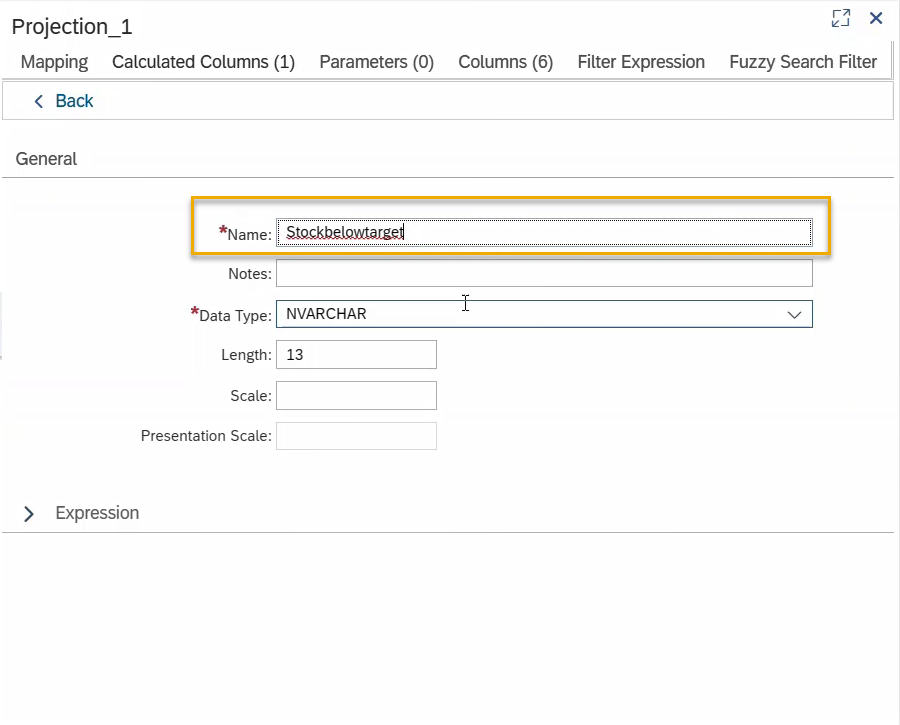 Projection_1
Mapping Calculated Columns (1) Parameters (0) Columns (6) Filter Expression Fuzzy Search Filter
Back
General
*Name: Stockbelowtarget
Notes:
*Data Type: NVARCHAR
Length: 13
Scale:
Presentation Scale:
Expression